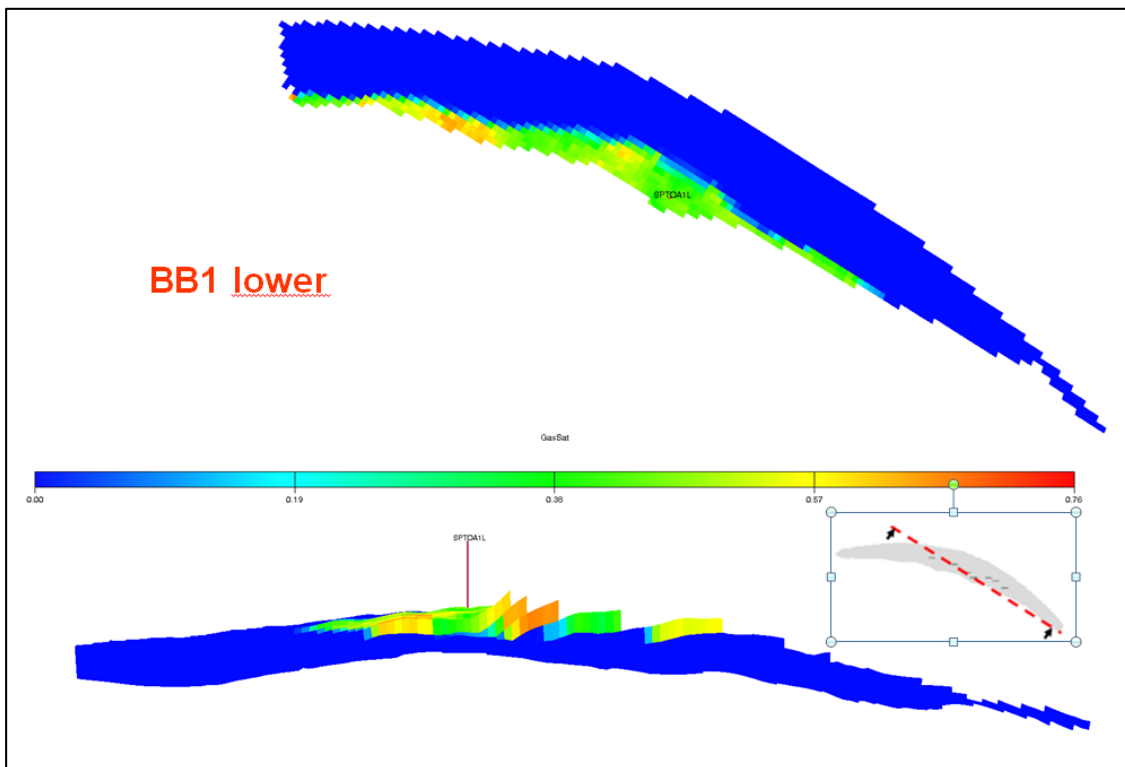 SPTOA1L
BB1 lower
GasSat
0.00 0.19 0.38 0.57 0.76
SPTOA1L